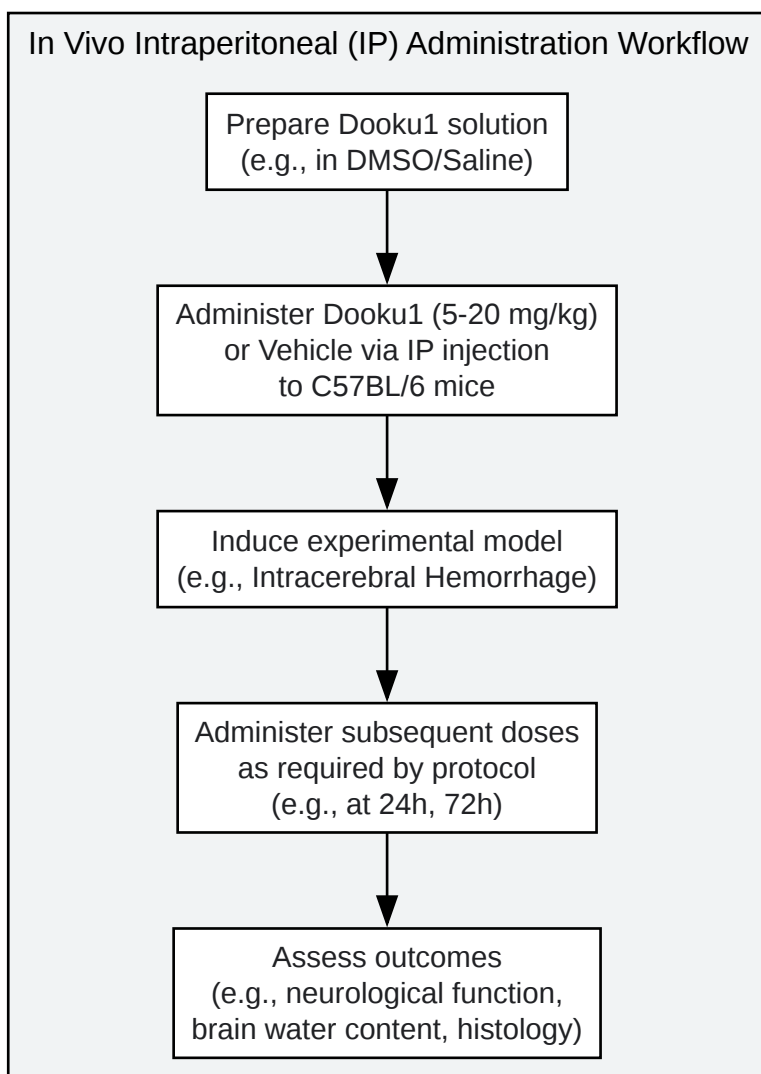 In Vivo Intraperitoneal (IP) Administration Workflow
Prepare Dooku1 solution
(e.g., in DMSO/Saline)
Administer Dooku1 (5-20 mg/kg)
or Vehicle via IP injection
to C57BL/6 mice
Induce experimental model
(e.g., Intracerebral Hemorrhage)
Administer subsequent doses
as required by protocol
(e.g., at 24h, 72h)
Assess outcomes
(e.g., neurological function,
brain water content, histology)